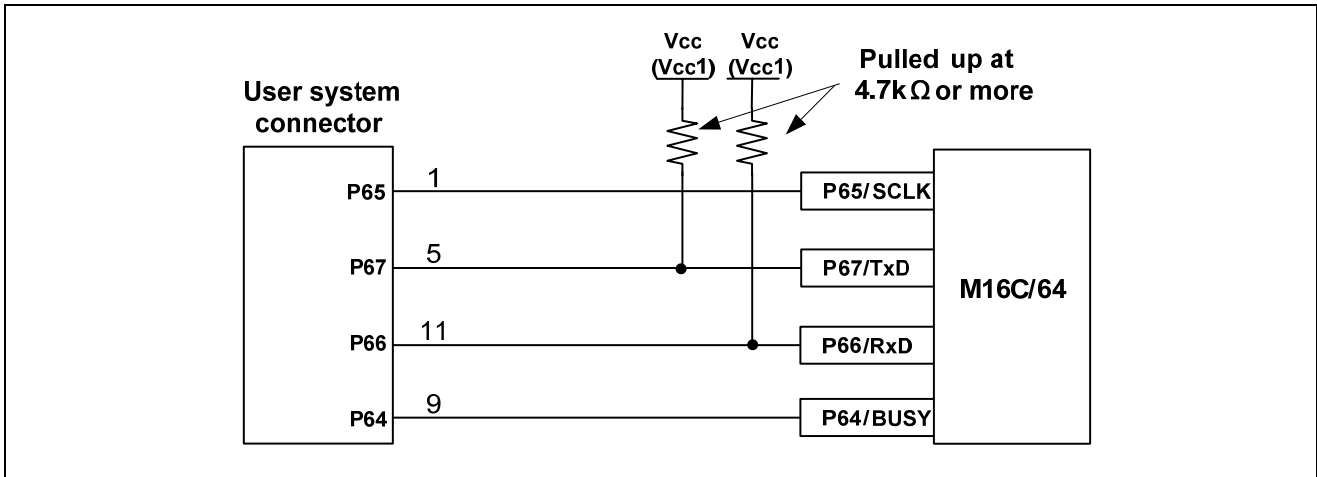 Vcc
(Vcc1)
Vcc
(Vcc1)
Pulled up at
4.7kΩ or more
User system
connector
P65
1
P65/SCLK
P67
5
P67/TxD
M16C/64
P66
11
P66/RxD
P64
9
P64/BUSY